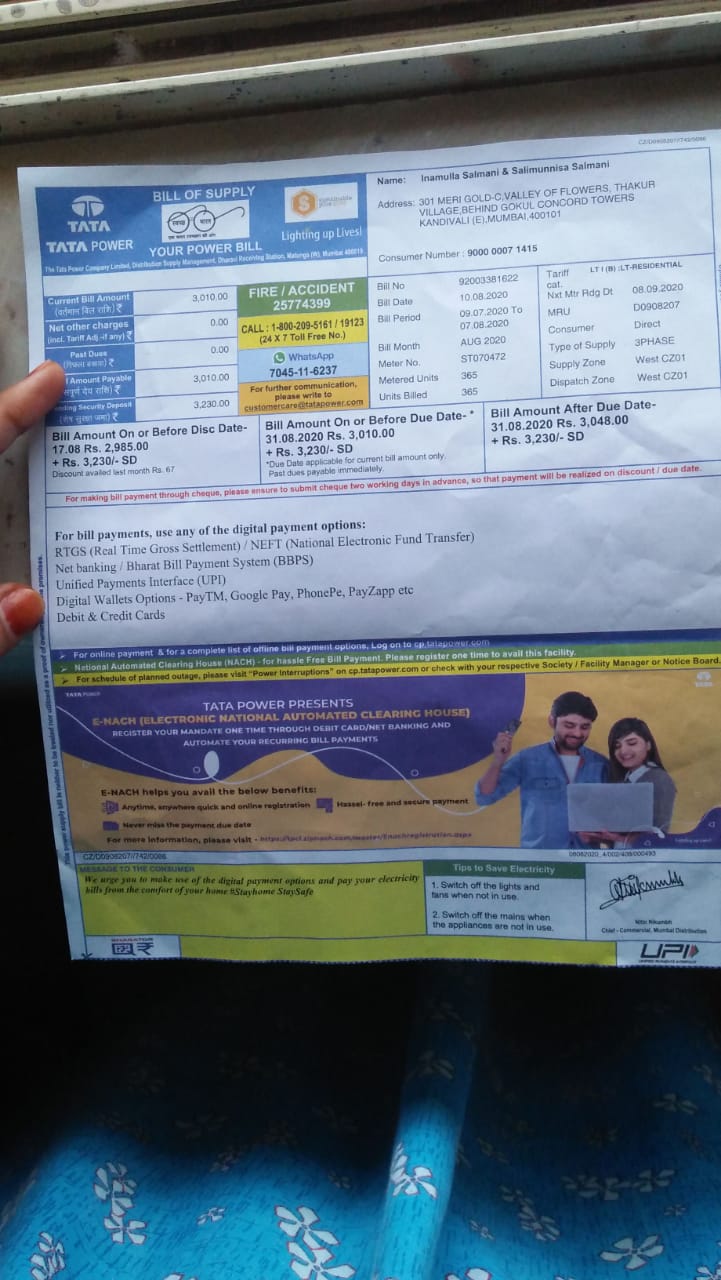 CZ/D0908207/742/0086
TATA
TATA POWER
BILL OF SUPPLY
YOUR POWER BILL
Lighting up Lives!
The Tata Power Company Limited, Distribution Supply Management, Dharavi Receiving Station, Matunga (W), Mumbai 400019
Name: Inamulla Salmani & Salimunnisa Salmani
Address: 301 MERI GOLD-C,VALLEY OF FLOWERS, THAKUR
VILLAGE,BEHIND GOKUL CONCORD TOWERS
KANDIVALI (E),MUMBAI,400101
Consumer Number : 9000 0007 1415
Current Bill Amount 3,010.00
(वर्तमान बिल राशि) ₹
Net other charges 0.00
(incl. Tariff Adj.-if any) ₹
Past Dues 0.00
(पिछला बकाया) ₹
Amount Payable 3,010.00
देय राशि) ₹
Security Deposit 3,230.00
सुरक्षा जमा) ₹
FIRE / ACCIDENT
25774399
CALL : 1-800-209-5161 / 19123
(24 X 7 Toll Free No.)
WhatsApp
7045-11-6237
For further communication,
please write to
customercare@tatapower.com
Bill No 92003381622
Bill Date 10.08.2020
Bill Period 09.07.2020 To
07.08.2020
Bill Month AUG 2020
Meter No. ST070472
Metered Units 365
Units Billed 365
Tariff LT I (B) :LT-RESIDENTIAL
cat.
Nxt Mtr Rdg Dt 08.09.2020
MRU D0908207
Consumer Direct
Type of Supply 3PHASE
Supply Zone West CZ01
Dispatch Zone West CZ01
Bill Amount On or Before Disc Date-
17.08 Rs. 2,985.00
+ Rs. 3,230/- SD
Discount availed last month Rs. 67
Bill Amount On or Before Due Date- *
31.08.2020 Rs. 3,010.00
+ Rs. 3,230/- SD
*Due Date applicable for current bill amount only.
Past dues payable immediately.
Bill Amount After Due Date-
31.08.2020 Rs. 3,048.00
+ Rs. 3,230/- SD
For making bill payment through cheque, please ensure to submit cheque two working days in advance, so that payment will be realized on discount / due date.
For bill payments, use any of the digital payment options:
RTGS (Real Time Gross Settlement) / NEFT (National Electronic Fund Transfer)
Net banking / Bharat Bill Payment System (BBPS)
Unified Payments Interface (UPI)
Digital Wallets Options - PayTM, Google Pay, PhonePe, PayZapp etc
Debit & Credit Cards
For online payment & for a complete list of offline bill payment options, Log on to cp.tatapower.com
National Automated Clearing House (NACH) - for hassle Free Bill Payment. Please register one time to avail this facility.
For schedule of planned outage, please visit "Power Interruptions" on cp.tatapower.com or check with your respective Society / Facility Manager or Notice Board.
TATA POWER
TATA
TATA POWER PRESENTS
E-NACH (ELECTRONIC NATIONAL AUTOMATED CLEARING HOUSE)
REGISTER YOUR MANDATE ONE TIME THROUGH DEBIT CARD/NET BANKING AND
AUTOMATE YOUR RECURRING BILL PAYMENTS
E-NACH helps you avail the below benefits:
Anytime, anywhere quick and online registration
Hassel- free and secure payment
Never miss the payment due date
For more information, please visit -
CZ/D0908207/742/0086
08082020_4/002/408/000493
MESSAGE TO THE CONSUMER
We urge you to make use of the digital payment options and pay your electricity
bills from the comfort of your home #Stayhome StaySafe
Tips to Save Electricity
1. Switch off the lights and
fans when not in use.
2. Switch off the mains when
the appliances are not in use.
Nitin Nikumbh
Chief - Commercial, Mumbai Distribution
UPI
UNIFIED PAYMENTS INTERFACE